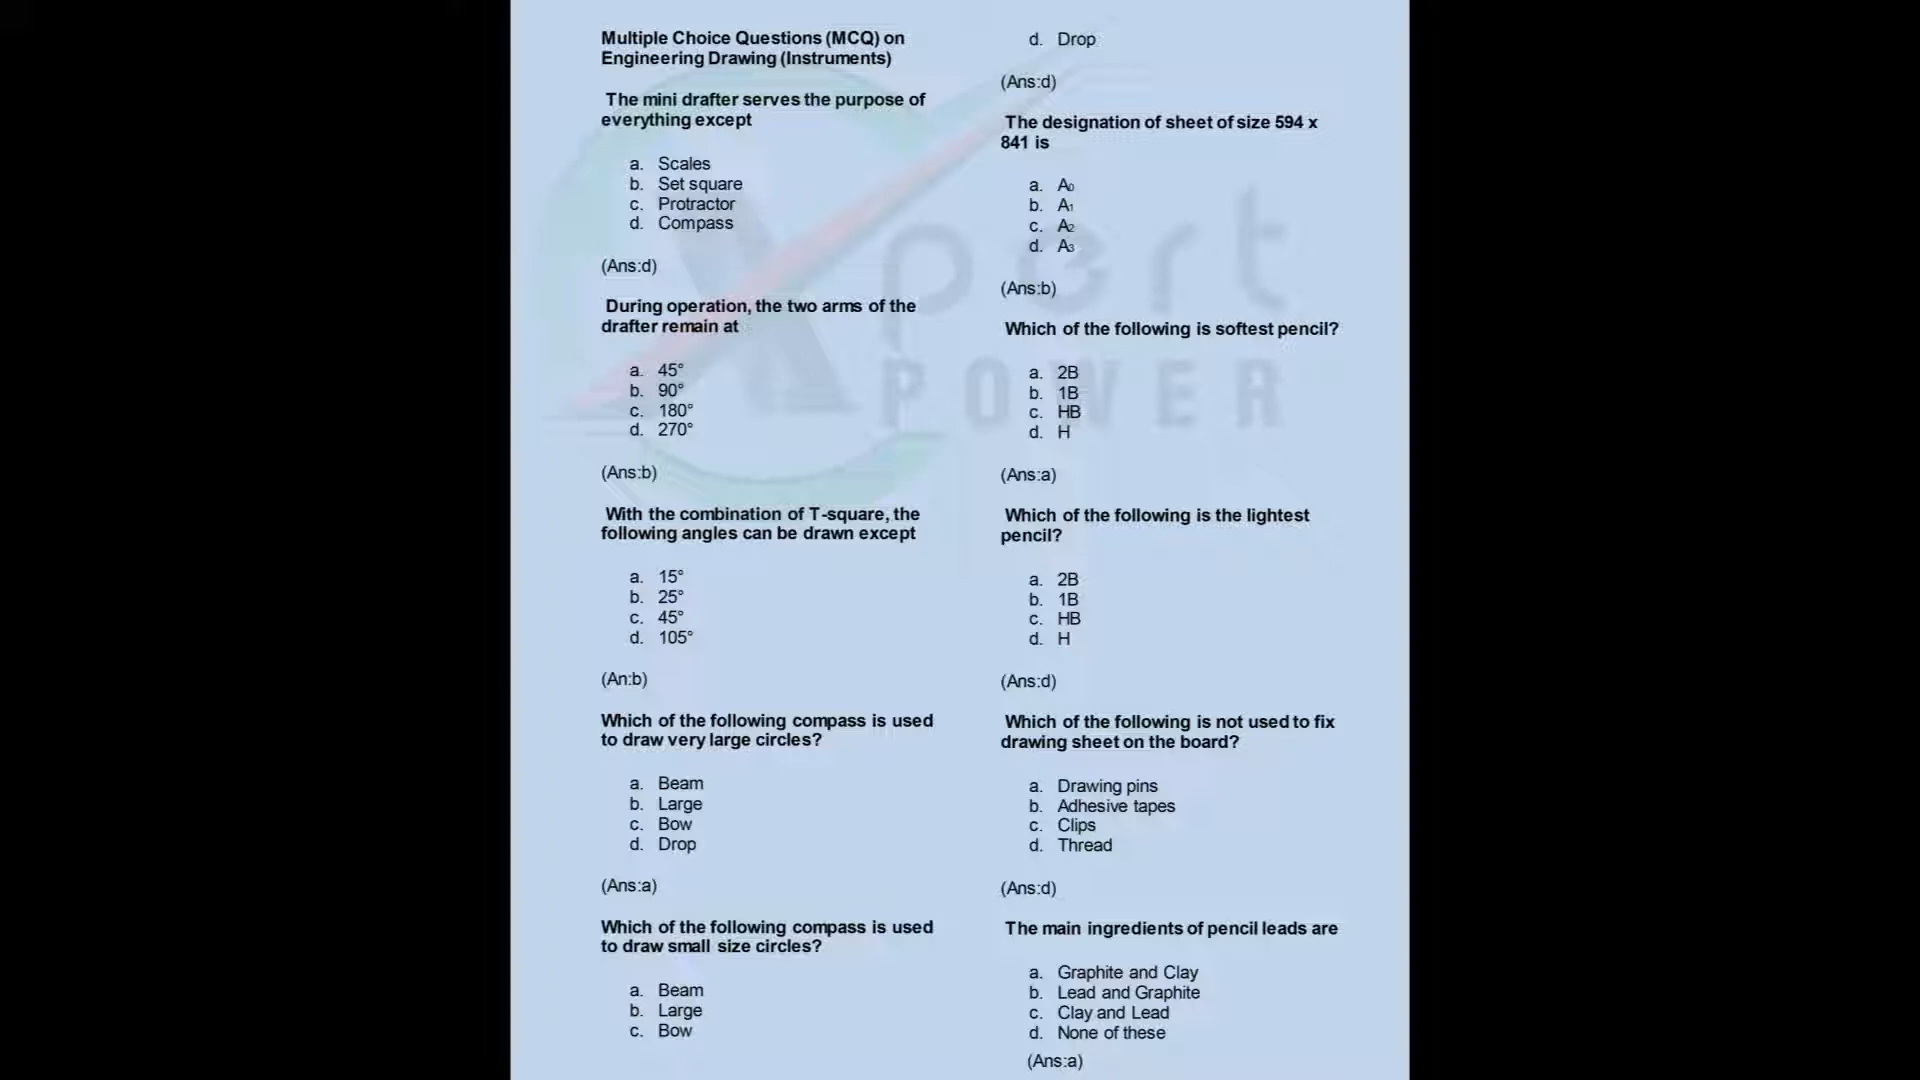 Multiple Choice Questions (MCQ) on
Engineering Drawing (Instruments)
The mini drafter serves the purpose of
everything except
a. Scales
b. Set square
c. Protractor
d. Compass
(Ans:d)
During operation, the two arms of the
drafter remain at
a. 45°
b. 90°
c. 180°
d. 270°
(Ans:b)
With the combination of T-square, the
following angles can be drawn except
a. 15°
b. 25°
c. 45°
d. 105°
(An:b)
Which of the following compass is used
to draw very large circles?
a. Beam
b. Large
c. Bow
d. Drop
(Ans:a)
Which of the following compass is used
to draw small size circles?
a. Beam
b. Large
c. Bow
d. Drop
(Ans:d)
The designation of sheet of size 594 x
841 is
a. A0
b. A1
c. A2
d. A3
(Ans:b)
Which of the following is softest pencil?
a. 2B
b. 1B
c. HB
d. H
(Ans:a)
Which of the following is the lightest
pencil?
a. 2B
b. 1B
c. HB
d. H
(Ans:d)
Which of the following is not used to fix
drawing sheet on the board?
a. Drawing pins
b. Adhesive tapes
c. Clips
d. Thread
(Ans:d)
The main ingredients of pencil leads are
a. Graphite and Clay
b. Lead and Graphite
c. Clay and Lead
d. None of these
(Ans:a)
Xpert
POWER